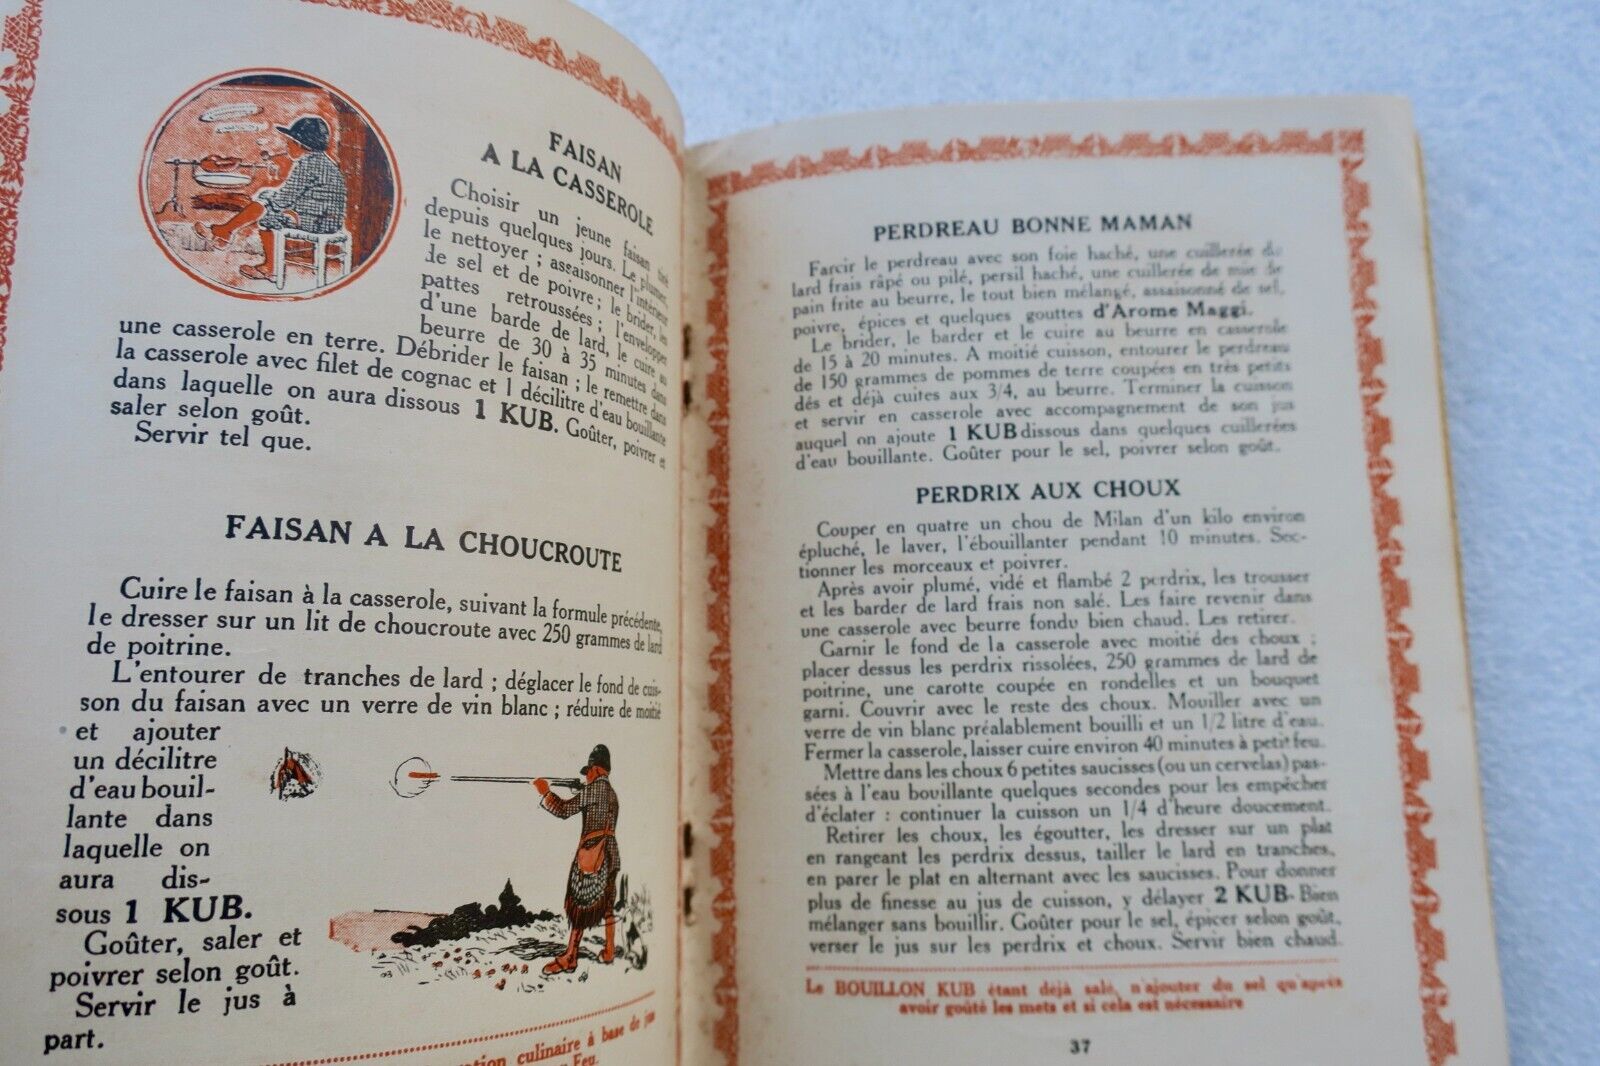 FAISAN
A LA CASSEROLE
Choisir un jeune faisan tué
depuis quelques jours. Le plumer,
le nettoyer ; assaisonner l'intérieur
de sel et de poivre ; le brider, les
pattes retroussées ; l'envelopper
d'une barde de lard, le cuire au
beurre de 30 à 35 minutes dans
une casserole en terre. Débrider le faisan ; le remettre dans
la casserole avec filet de cognac et 1 décilitre d'eau bouillante
dans laquelle on aura dissous 1 KUB. Goûter, poivrer et
saler selon goût.
Servir tel que.
FAISAN A LA CHOUCROUTE
Cuire le faisan à la casserole, suivant la formule précédente,
le dresser sur un lit de choucroute avec 250 grammes de lard
de poitrine.
L'entourer de tranches de lard ; déglacer le fond de cuis-
son du faisan avec un verre de vin blanc ; réduire de moitié
et ajouter
un décilitre
d'eau bouil-
lante dans
laquelle on
aura dis-
sous 1 KUB.
Goûter, saler et
poivrer selon goût.
Servir le jus à
part.
culinaire à base de jus
Feu.
PERDREAU BONNE MAMAN
Farcir le perdreau avec son foie haché, une cuillerée de
lard frais râpé ou pilé, persil haché, une cuillerée de mie de
pain frite au beurre, le tout bien mélangé, assaisonné de sel,
poivre, épices et quelques gouttes d'Arome Maggi.
Le brider, le barder et le cuire au beurre en casserole
de 15 à 20 minutes. A moitié cuisson, entourer le perdreau
de 150 grammes de pommes de terre coupées en très petits
dés et déjà cuites aux 3/4, au beurre. Terminer la cuisson
et servir en casserole avec accompagnement de son jus
auquel on ajoute 1 KUB dissous dans quelques cuillerées
d'eau bouillante. Goûter pour le sel, poivrer selon goût.
PERDRIX AUX CHOUX
Couper en quatre un chou de Milan d'un kilo environ
épluché, le laver, l'ébouillanter pendant 10 minutes. Sec-
tionner les morceaux et poivrer.
Après avoir plumé, vidé et flambé 2 perdrix, les trousser
et les barder de lard frais non salé. Les faire revenir dans
une casserole avec beurre fondu bien chaud. Les retirer.
Garnir le fond de la casserole avec moitié des choux ;
placer dessus les perdrix rissolées, 250 grammes de lard de
poitrine, une carotte coupée en rondelles et un bouquet
garni. Couvrir avec le reste des choux. Mouiller avec un
verre de vin blanc préalablement bouilli et un 1/2 litre d'eau.
Fermer la casserole, laisser cuire environ 40 minutes à petit feu.
Mettre dans les choux 6 petites saucisses (ou un cervelas) pas-
sées à l'eau bouillante quelques secondes pour les empêcher
d'éclater : continuer la cuisson un 1/4 d'heure doucement.
Retirer les choux, les égoutter, les dresser sur un plat
en rangeant les perdrix dessus, tailler le lard en tranches,
en parer le plat en alternant avec les saucisses. Pour donner
plus de finesse au jus de cuisson, y délayer 2 KUB. Bien
mélanger sans bouillir. Goûter pour le sel, épicer selon goût,
verser le jus sur les perdrix et choux. Servir bien chaud.
Le BOUILLON KUB étant déjà salé, n'ajouter du sel qu'après
avoir goûté les mets et si cela est nécessaire
37